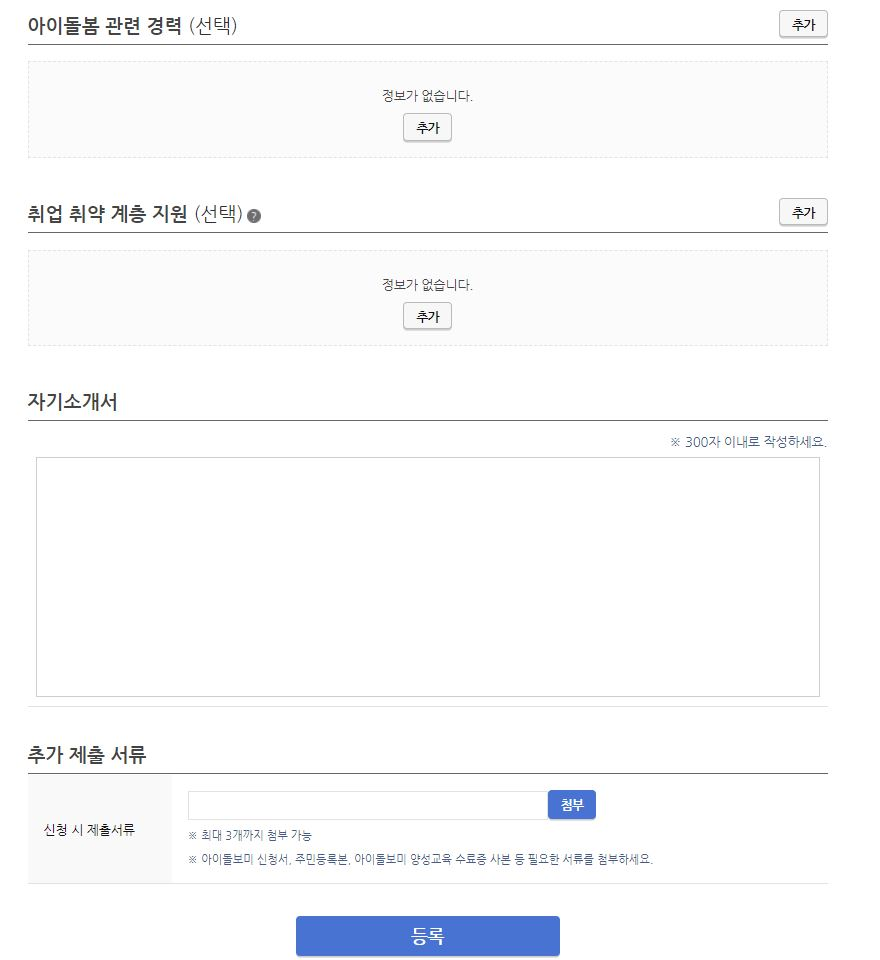 아이돌봄 관련 경력 (선택) 추가
정보가 없습니다.
추가
취업 취약 계층 지원 (선택) ? 추가
정보가 없습니다.
추가
자기소개서
※ 300자 이내로 작성하세요.
추가 제출 서류
신청 시 제출서류
첨부
※ 최대 3개까지 첨부 가능
※ 아이돌보미 신청서, 주민등록본, 아이돌보미 양성교육 수료증 사본 등 필요한 서류를 첨부하세요.
등록